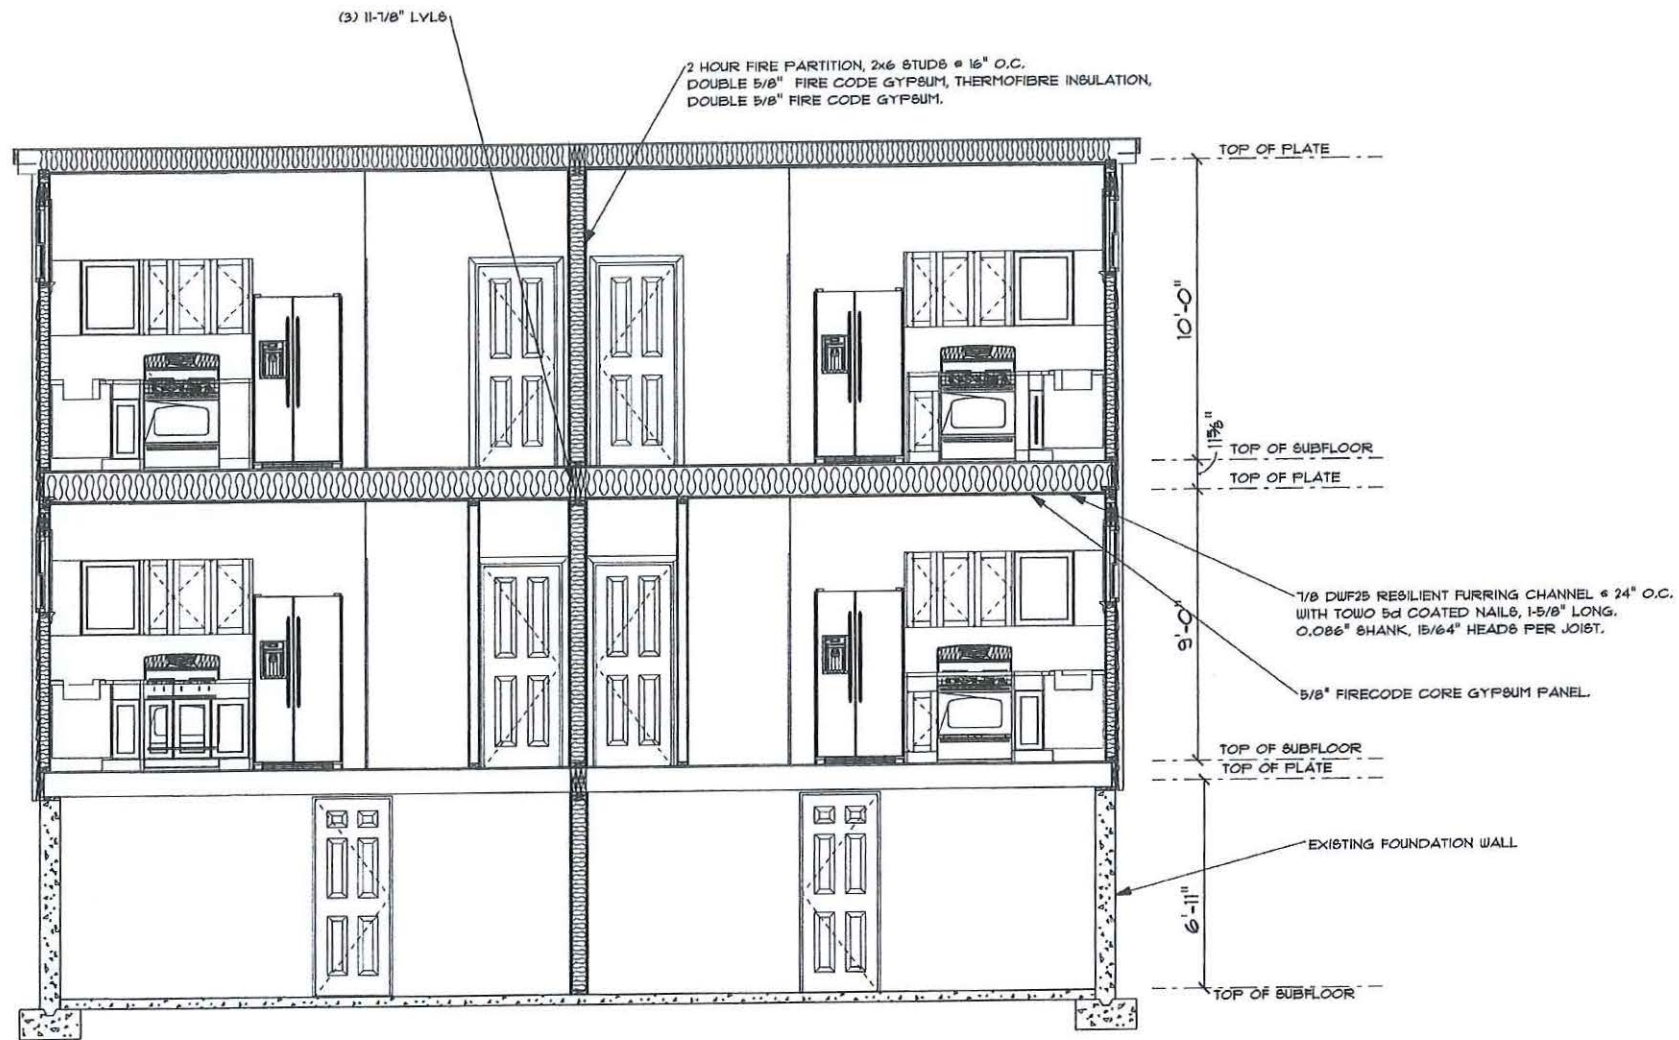 (3) 11-7/8" LVLS
2 HOUR FIRE PARTITION, 2x6 STUDS @ 16" O.C.
DOUBLE 5/8" FIRE CODE GYPSUM, THERMOFIBRE INSULATION,
DOUBLE 5/8" FIRE CODE GYPSUM.
TOP OF PLATE
10'-0"
11 5/8"
TOP OF SUBFLOOR
TOP OF PLATE
7/8 DWF25 RESILIENT FURRING CHANNEL @ 24" O.C.
WITH TOWO 5d COATED NAILS, 1-5/8" LONG.
0.086" SHANK, 15/64" HEADS PER JOIST.
9'-0"
5/8" FIRECODE CORE GYPSUM PANEL.
TOP OF SUBFLOOR
TOP OF PLATE
EXISTING FOUNDATION WALL
6'-11"
TOP OF SUBFLOOR